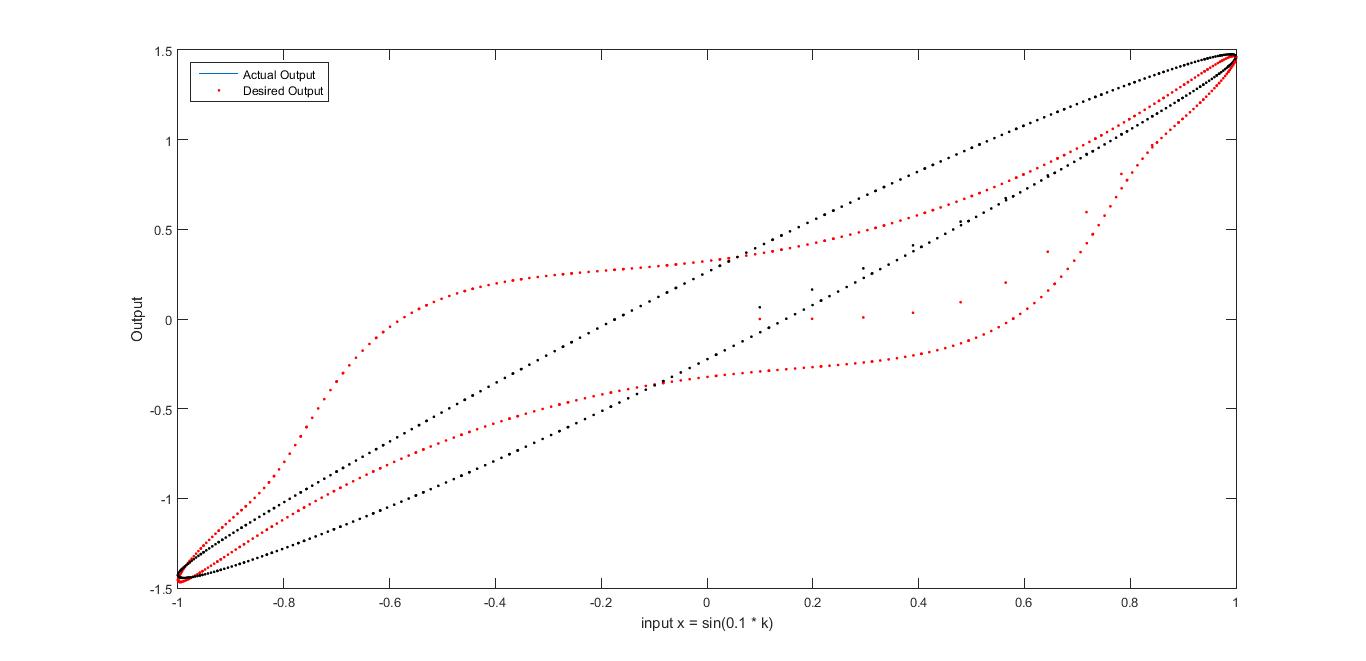 1.5
Actual Output
Desired Output
1
0.5
Output
0
-0.5
-1
-1.5
-1 -0.8 -0.6 -0.4 -0.2 0 0.2 0.4 0.6 0.8 1
input x = sin(0.1 * k)